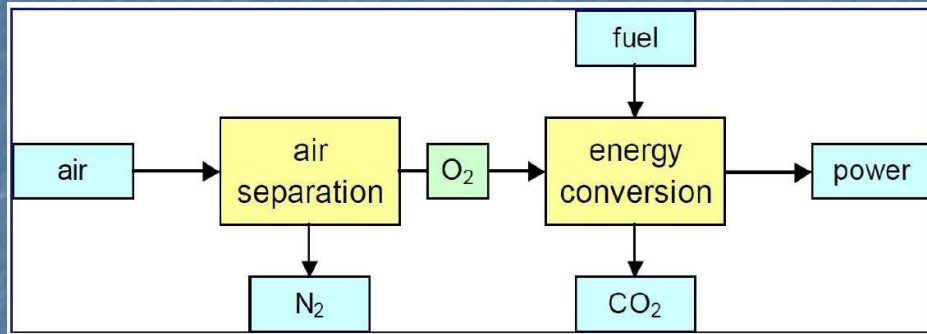 fuel
air
air
separation
O₂
energy
conversion
power
N₂
CO₂